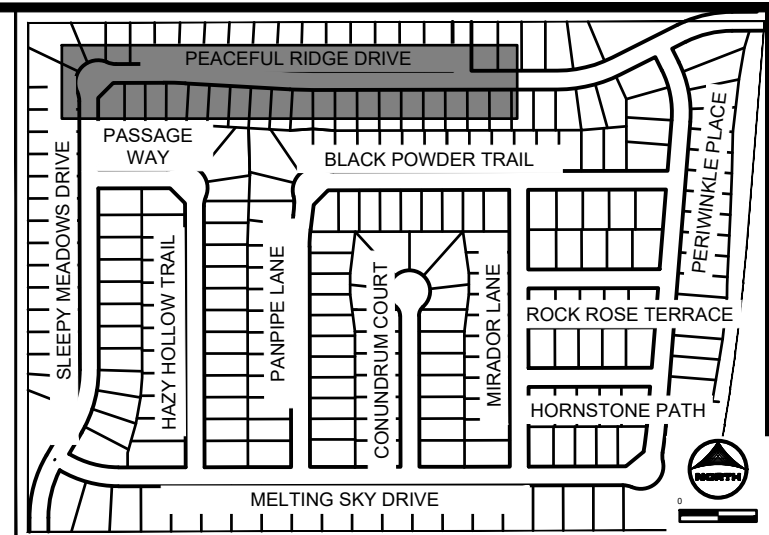 PEACEFUL RIDGE DRIVE
PASSAGE
WAY
BLACK POWDER TRAIL
SLEEPY MEADOWS DRIVE
HAZY HOLLOW TRAIL
PANPIPE LANE
CONUNDRUM COURT
MIRADOR LANE
PERIWINKLE PLACE
ROCK ROSE TERRACE
HORNSTONE PATH
MELTING SKY DRIVE
NORTH
0